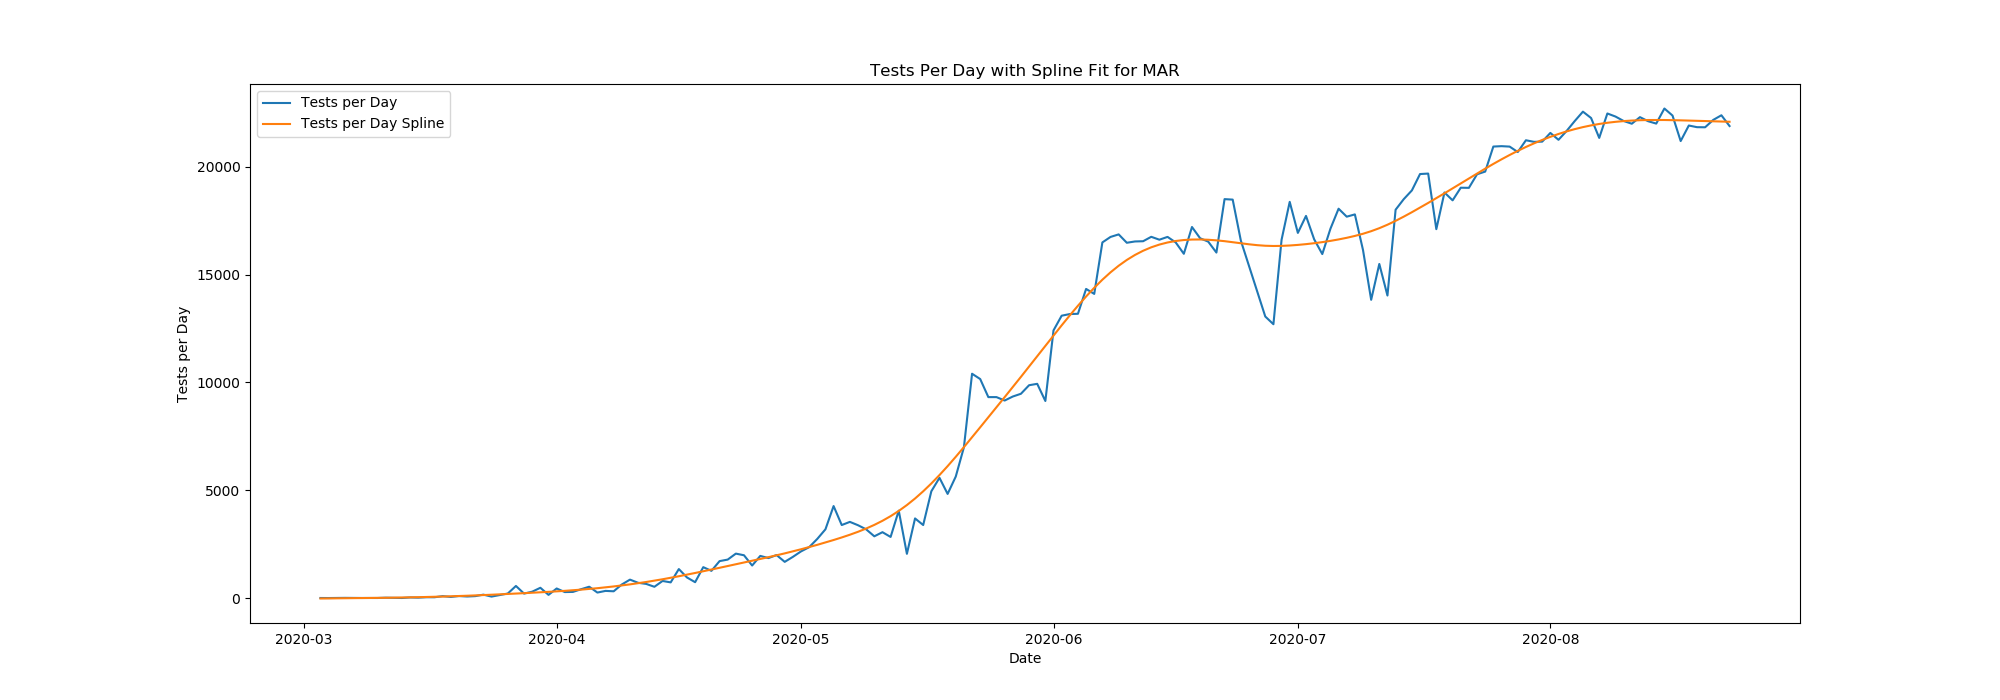 Tests Per Day with Spline Fit for MAR
Tests per Day
Tests per Day Spline
20000
15000
10000
5000
0
Tests per Day
2020-03 2020-04 2020-05 2020-06 2020-07 2020-08
Date